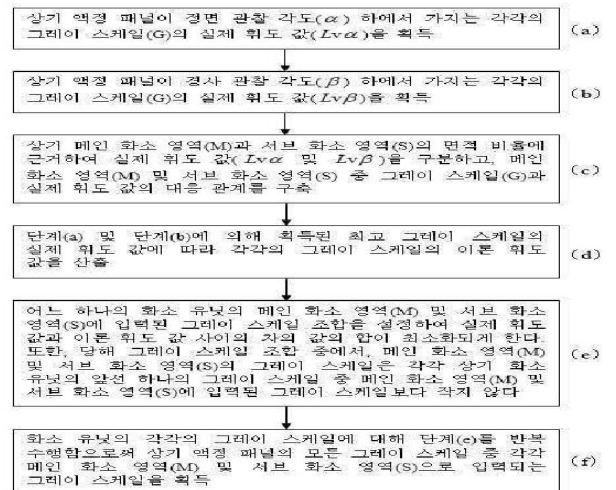 상기 액정 패널이 정면 관찰 각도(α) 하에서 가지는 각각의
그레이 스케일(G)의 실제 휘도 값(Lvα)을 획득
(a)
상기 액정 패널이 경사 관찰 각도(β) 하에서 가지는 각각의
그레이 스케일(G)의 실제 휘도 값(Lvβ)을 획득
(b)
상기 메인 화소 영역(M)과 서브 화소 영역(S)의 면적 비율에
근거하여 실제 휘도 값(Lvα 및 Lvβ)을 구분하고, 메인
화소 영역(M) 및 서브 화소 영역(S) 중 그레이 스케일(G)과
실제 휘도 값의 대응 관계를 구축
(c)
단계(a) 및 단계(b)에 의해 획득된 최고 그레이 스케일의
실제 휘도 값에 따라 각각의 그레이 스케일의 이론 휘도
값을 산출
(d)
어느 하나의 화소 유닛의 메인 화소 영역(M) 및 서브 화소
영역(S)에 입력된 그레이 스케일 조합을 설정하여 실제 휘도
값과 이론 휘도 값 사이의 차의 값의 합이 최소화되게 한다.
또한, 당해 그레이 스케일 조합 중에서, 메인 화소 영역(M)
및 서브 화소 영역(S)의 그레이 스케일은 각각 상기 화소
유닛의 앞선 하나의 그레이 스케일 중 메인 화소 영역(M) 및
서브 화소 영역(S)에 입력된 그레이 스케일보다 작지 않다
(e)
화소 유닛의 각각의 그레이 스케일에 대해 단계(e)를 반복
수행함으로써 상기 액정 패널의 모든 그레이 스케일 중 각각
메인 화소 영역(M) 및 서브 화소 영역(S)으로 입력되는
그레이 스케일을 획득
(f)